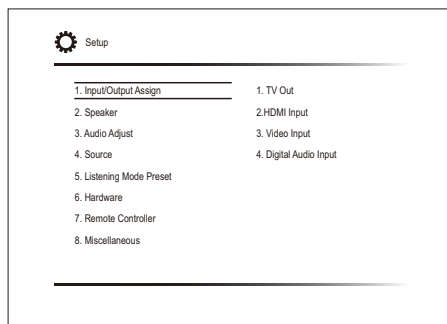 Setup
1. Input/Output Assign
2. Speaker
3. Audio Adjust
4. Source
5. Listening Mode Preset
6. Hardware
7. Remote Controller
8. Miscellaneous
1. TV Out
2.HDMI Input
3. Video Input
4. Digital Audio Input